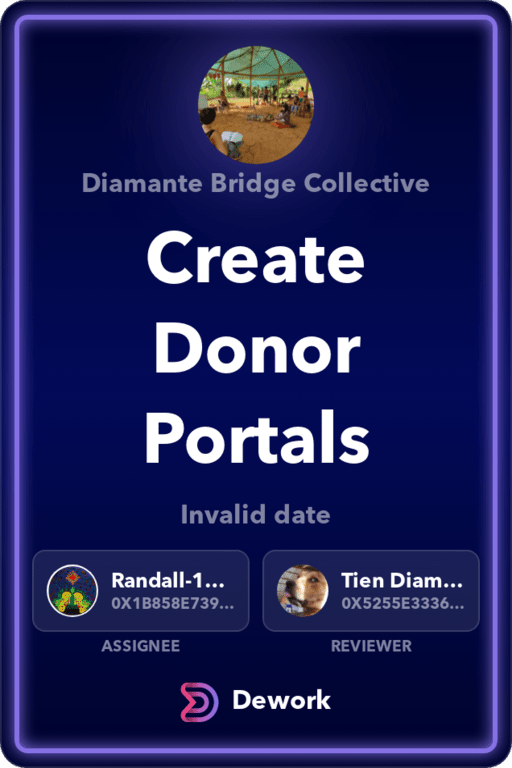 Diamante Bridge Collective
Create
Donor
Portals
Invalid date
Randall-1...
0X1B858E739...
ASSIGNEE
Tien Diam...
0X5255E3336...
REVIEWER
Dework